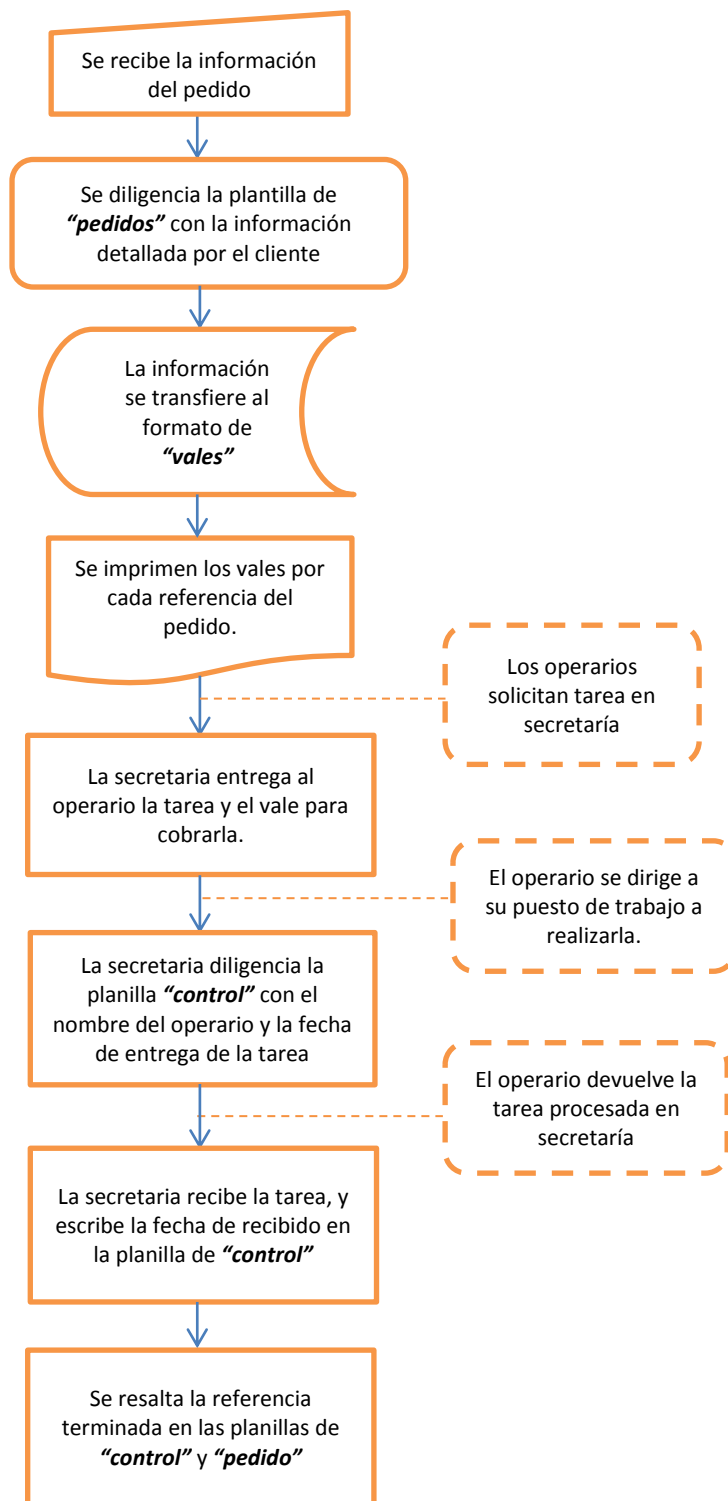 Se recibe la información
del pedido
Se diligencia la plantilla de
“pedidos” con la información
detallada por el cliente
La información
se transfiere al
formato de
“vales”
Se imprimen los vales por
cada referencia del
pedido.
Los operarios
solicitan tarea en
secretaría
La secretaria entrega al
operario la tarea y el vale para
cobrarla.
El operario se dirige a
su puesto de trabajo a
realizarla.
La secretaria diligencia la
planilla “control” con el
nombre del operario y la fecha
de entrega de la tarea
El operario devuelve la
tarea procesada en
secretaría
La secretaria recibe la tarea, y
escribe la fecha de recibido en
la planilla de “control”
Se resalta la referencia
terminada en las planillas de
“control” y “pedido”